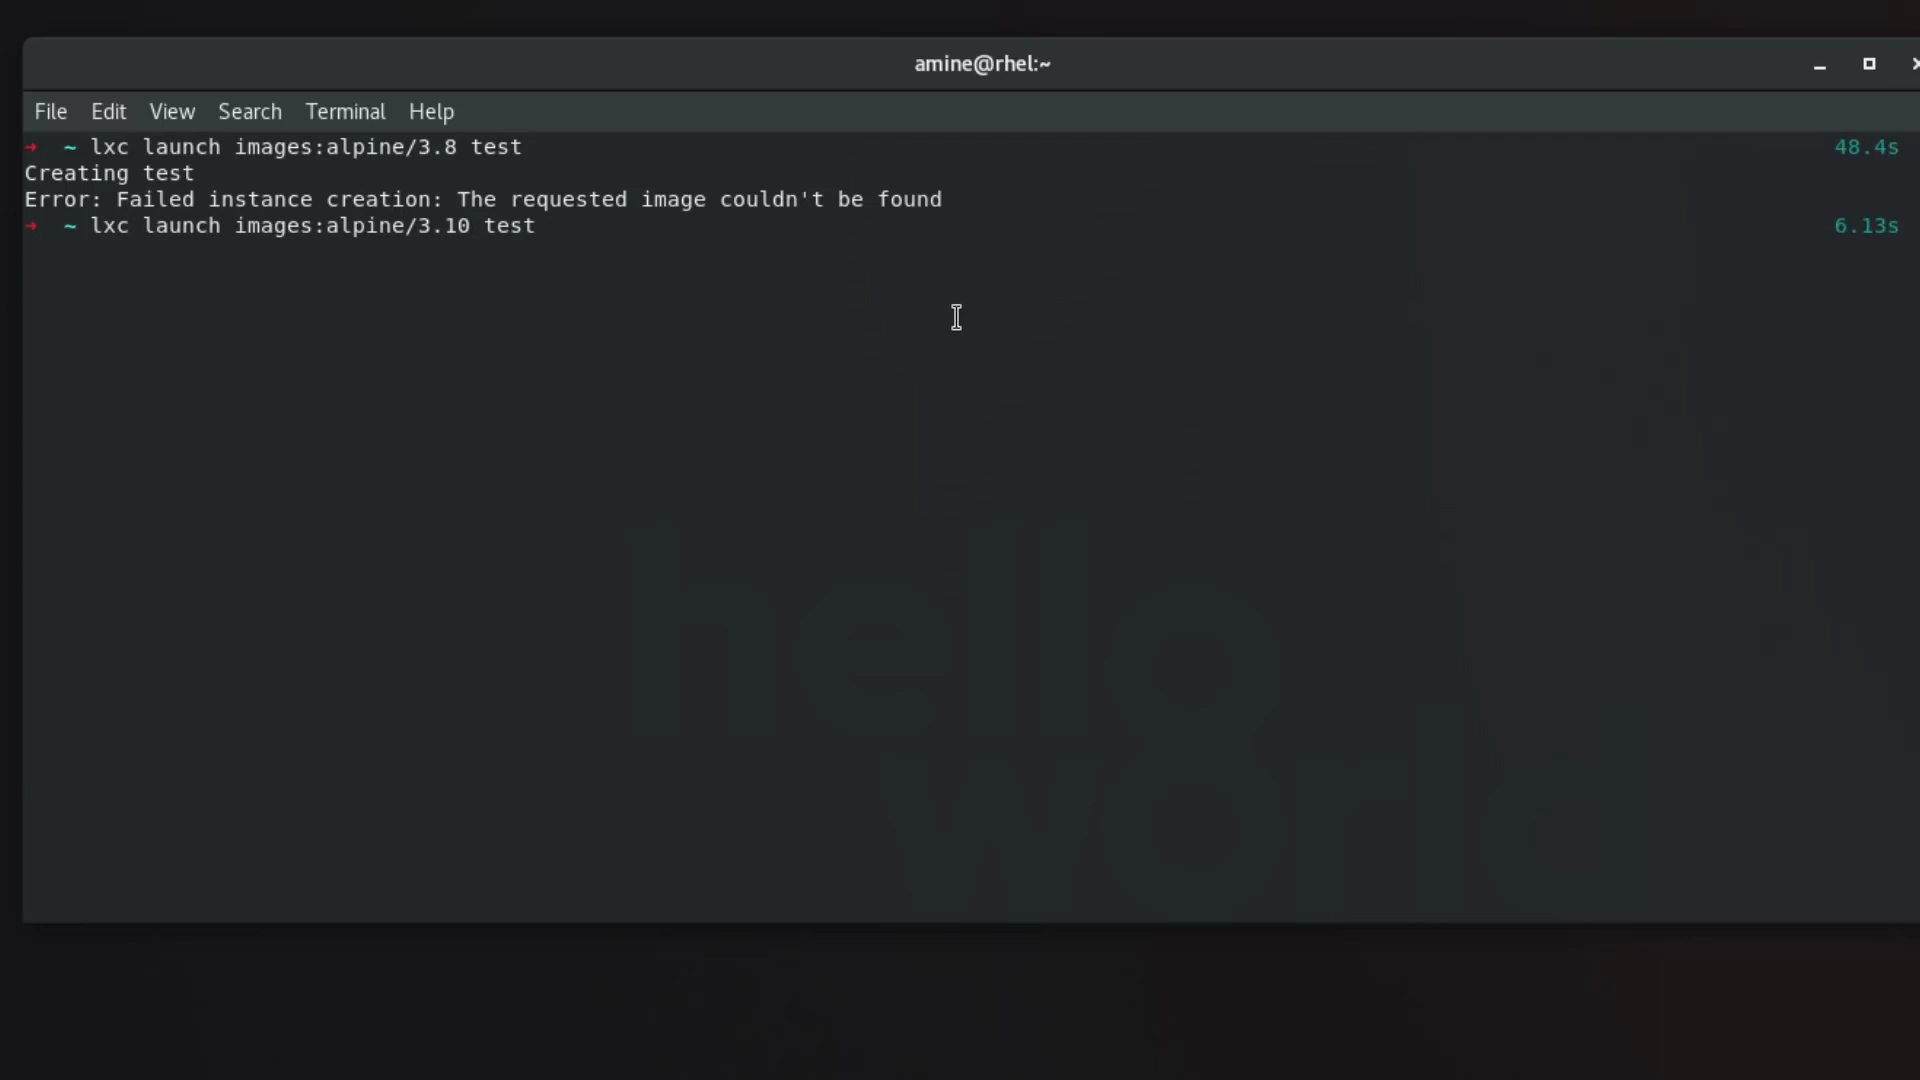 amine@rhel:~
File Edit View Search Terminal Help
→ ~ lxc launch images:alpine/3.8 test 48.4s
Creating test
Error: Failed instance creation: The requested image couldn't be found
→ ~ lxc launch images:alpine/3.10 test 6.13s
hello
world